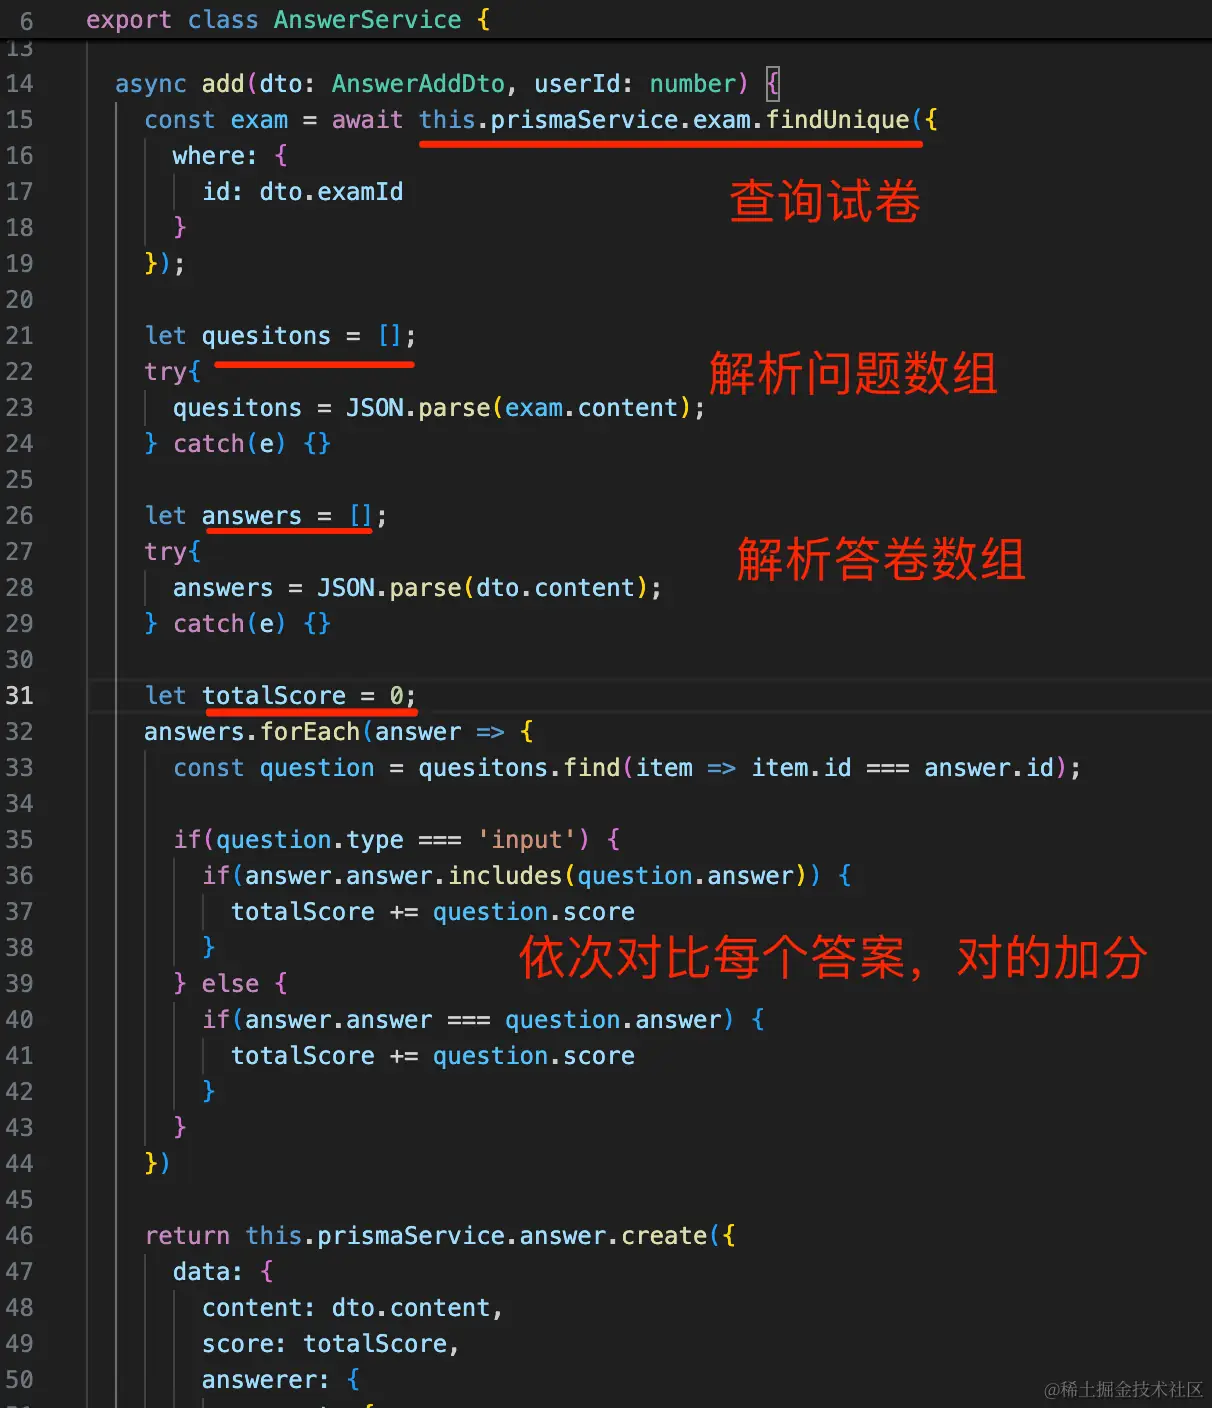 6 export class AnswerService {
13
14 async add(dto: AnswerAddDto, userId: number) {
15 const exam = await this.prismaService.exam.findUnique({
16 where: {
17 id: dto.examId
查询试卷
18 }
19 });
20
21 let quesitons = [];
22 try{
解析问题数组
23 quesitons = JSON.parse(exam.content);
24 } catch(e) {}
25
26 let answers = [];
27 try{
解析答卷数组
28 answers = JSON.parse(dto.content);
29 } catch(e) {}
30
31 let totalScore = 0;
32 answers.forEach(answer => {
33 const question = quesitons.find(item => item.id === answer.id);
34
35 if(question.type === 'input') {
36 if(answer.answer.includes(question.answer)) {
37 totalScore += question.score
38 }
依次对比每个答案，对的加分
39 } else {
40 if(answer.answer === question.answer) {
41 totalScore += question.score
42 }
43 }
44 })
45
46 return this.prismaService.answer.create({
47 data: {
48 content: dto.content,
49 score: totalScore,
50 answerer: {
@稀土掘金技术社区